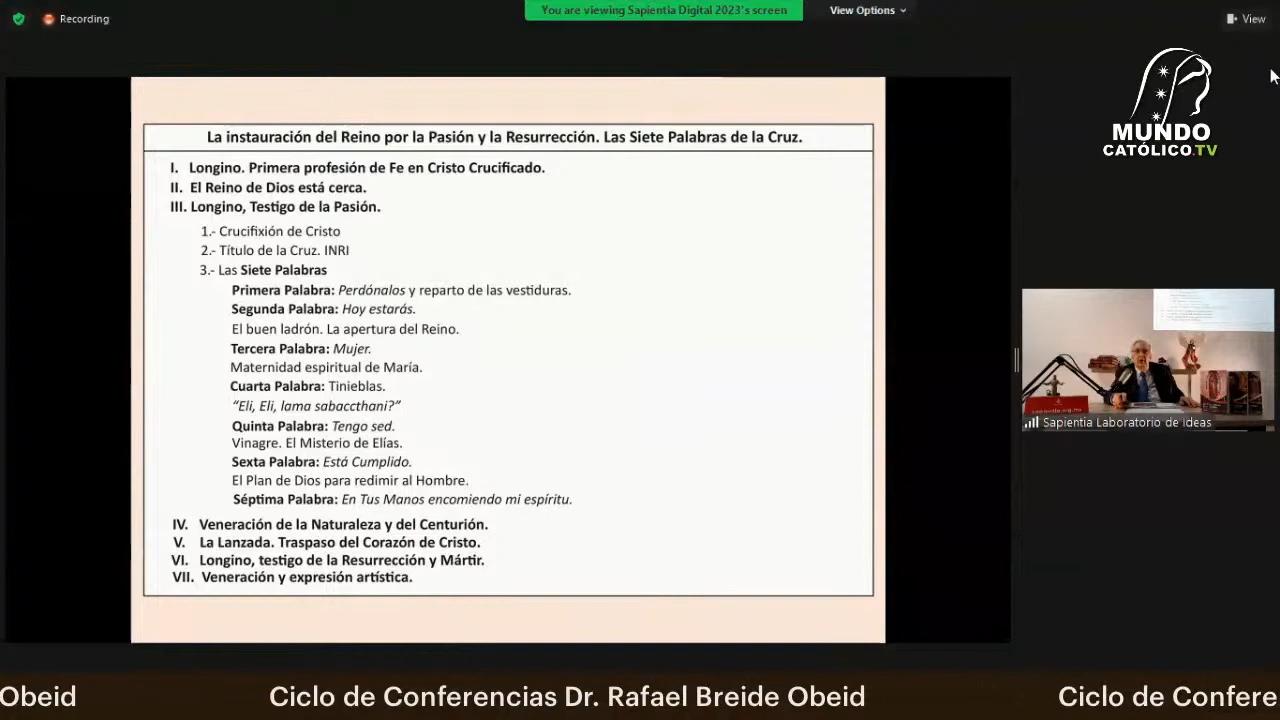 Recording
You are viewing Sapientia Digital 2023's screen
View Options
View
MUNDO
CATÓLICO.TV
La instauración del Reino por la Pasión y la Resurrección. Las Siete Palabras de la Cruz.
I. Longino. Primera profesión de Fe en Cristo Crucificado.
II. El Reino de Dios está cerca.
III. Longino, Testigo de la Pasión.
1.- Crucifixión de Cristo
2.- Título de la Cruz. INRI
3.- Las Siete Palabras
Primera Palabra: Perdónalos y reparto de las vestiduras.
Segunda Palabra: Hoy estarás.
El buen ladrón. La apertura del Reino.
Tercera Palabra: Mujer.
Maternidad espiritual de María.
Cuarta Palabra: Tinieblas.
“Eli, Eli, lama sabaccthani?”
Quinta Palabra: Tengo sed.
Vinagre. El Misterio de Elías.
Sexta Palabra: Está Cumplido.
El Plan de Dios para redimir al Hombre.
Séptima Palabra: En Tus Manos encomiendo mi espíritu.
IV. Veneración de la Naturaleza y del Centurión.
V. La Lanzada. Traspaso del Corazón de Cristo.
VI. Longino, testigo de la Resurrección y Mártir.
VII. Veneración y expresión artística.
Sapientia Laboratorio de Ideas
Obeid Ciclo de Conferencias Dr. Rafael Breide Obeid Ciclo de Confere